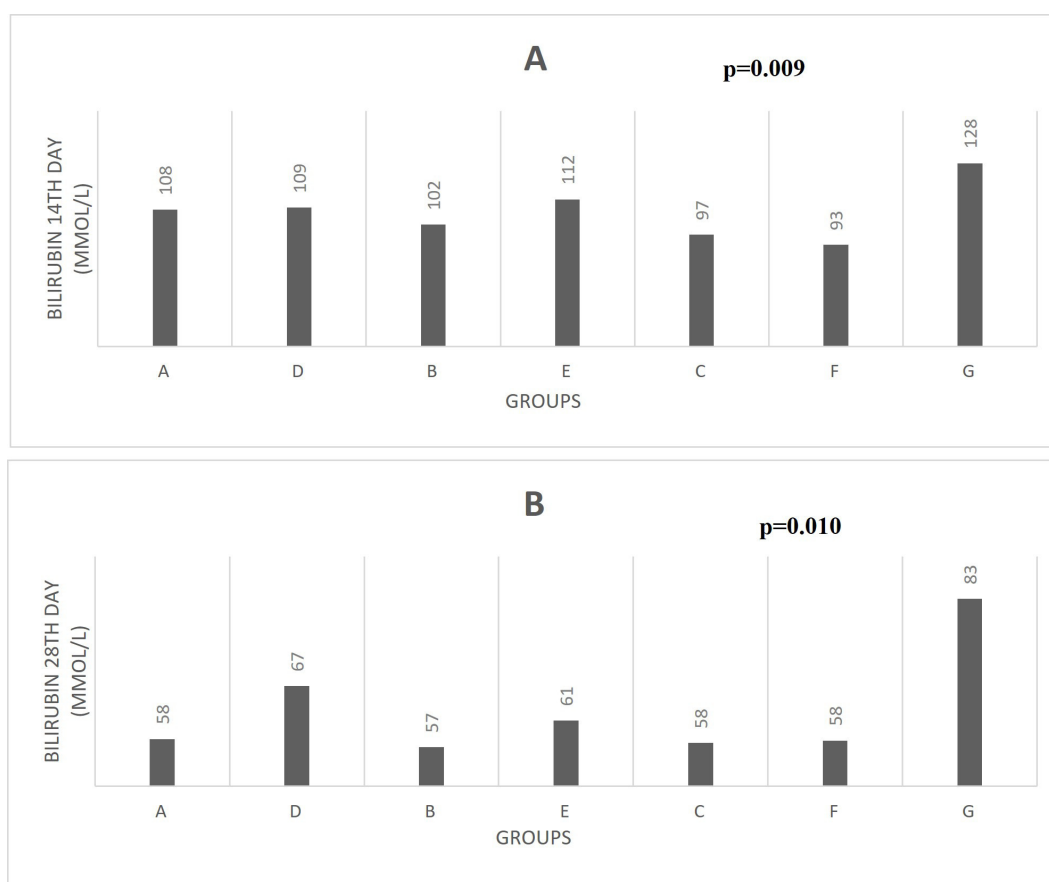 A
p=0.009
BILIRUBIN 14TH DAY
(MMOL/L)
108
109
102
112
97
93
128
A D B E C F G
GROUPS
B
p=0.010
BILIRUBIN 28TH DAY
(MMOL/L)
58
67
57
61
58
58
83
A D B E C F G
GROUPS